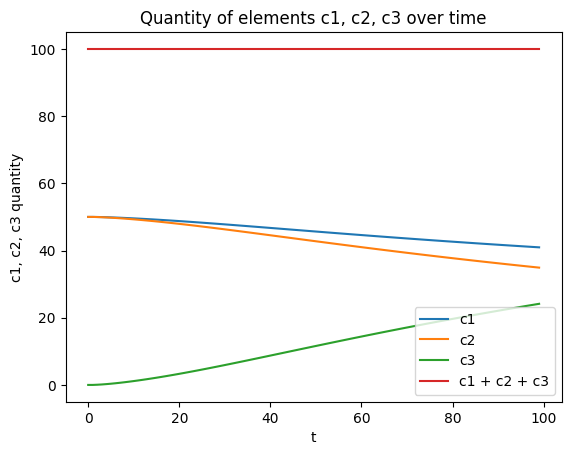 Quantity of elements c1, c2, c3 over time
c1, c2, c3 quantity
100
80
60
40
20
0
0 20 40 60 80 100
t
c1
c2
c3
c1 + c2 + c3